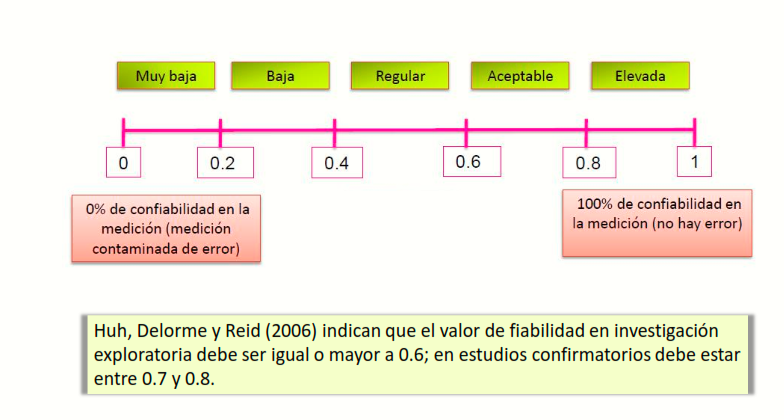 Muy baja
Baja
Regular
Aceptable
Elevada
0
0.2
0.4
0.6
0.8
1
0% de confiabilidad en la
medición (medición
contaminada de error)
100% de confiabilidad en
la medición (no hay error)
Huh, Delorme y Reid (2006) indican que el valor de fiabilidad en investigación
exploratoria debe ser igual o mayor a 0.6; en estudios confirmatorios debe estar
entre 0.7 y 0.8.